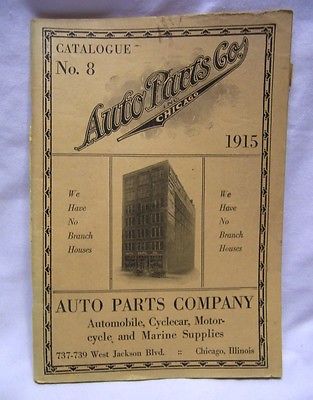 CATALOGUE
No. 8
Auto Parts Co.
CHICAGO
1915
We
Have
No
Branch
Houses
We
Have
No
Branch
Houses
AUTO PARTS COMPANY
Automobile, Cyclecar, Motor-
cycle, and Marine Supplies
737-739 West Jackson Blvd. :: Chicago, Illinois